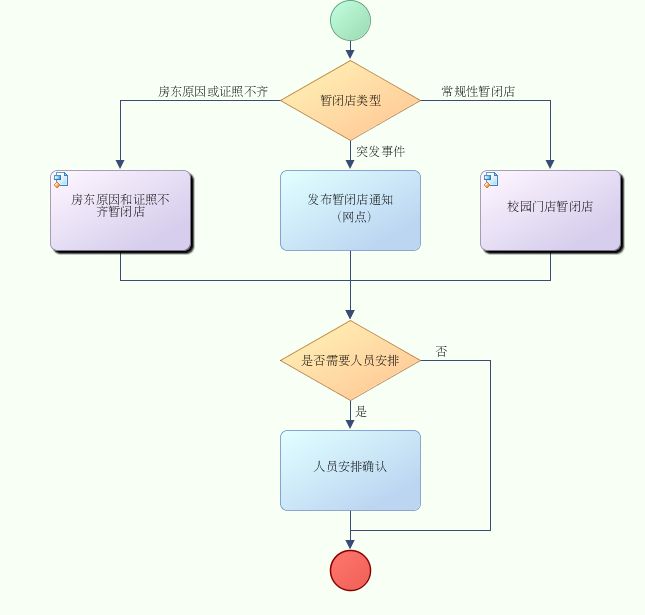 暂闭店类型
房东原因或证照不齐
常规性暂闭店
突发事件
房东原因和证照不
齐暂闭店
发布暂闭店通知
（网点）
校园门店暂闭店
是否需要人员安排
否
是
人员安排确认